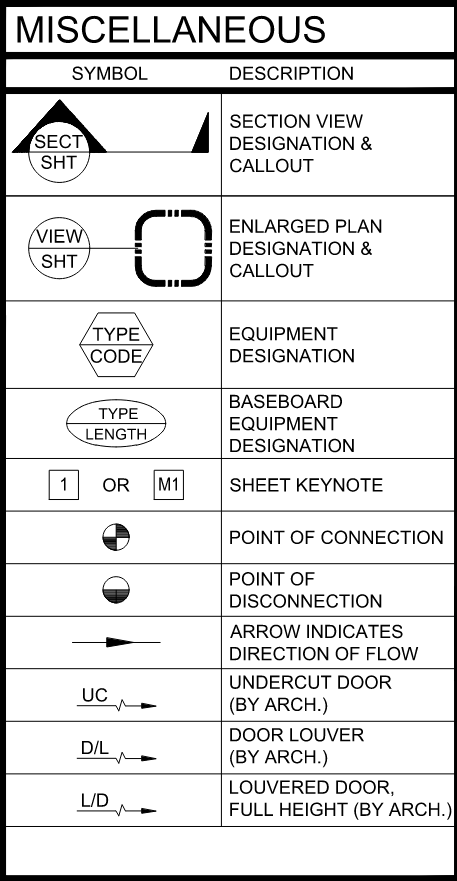 MISCELLANEOUS
SYMBOL DESCRIPTION
SECT
SHT
SECTION VIEW
DESIGNATION &
CALLOUT
VIEW
SHT
ENLARGED PLAN
DESIGNATION &
CALLOUT
TYPE
CODE
EQUIPMENT
DESIGNATION
TYPE
LENGTH
BASEBOARD
EQUIPMENT
DESIGNATION
1 OR M1 SHEET KEYNOTE
POINT OF CONNECTION
POINT OF
DISCONNECTION
ARROW INDICATES
DIRECTION OF FLOW
UC
UNDERCUT DOOR
(BY ARCH.)
D/L
DOOR LOUVER
(BY ARCH.)
L/D
LOUVERED DOOR,
FULL HEIGHT (BY ARCH.)